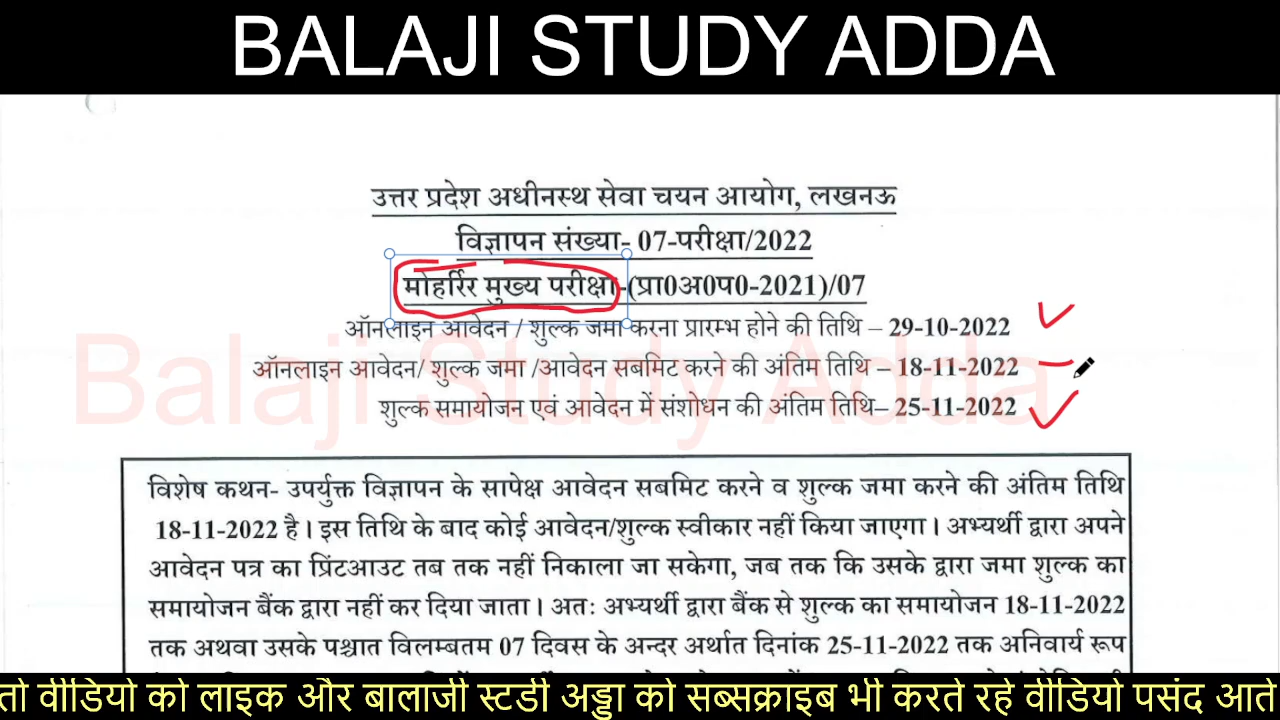 BALAJI STUDY ADDA
उत्तर प्रदेश अधीनस्थ सेवा चयन आयोग, लखनऊ
विज्ञापन संख्या- 07-परीक्षा/2022
मोहर्रिर मुख्य परीक्षा-(प्रा0अ0प0-2021)/07
ऑनलाइन आवेदन / शुल्क जमा करना प्रारम्भ होने की तिथि – 29-10-2022
ऑनलाइन आवेदन/ शुल्क जमा /आवेदन सबमिट करने की अंतिम तिथि – 18-11-2022
Balaji Study Adda
शुल्क समायोजन एवं आवेदन में संशोधन की अंतिम तिथि– 25-11-2022
विशेष कथन- उपर्युक्त विज्ञापन के सापेक्ष आवेदन सबमिट करने व शुल्क जमा करने की अंतिम तिथि
18-11-2022 है। इस तिथि के बाद कोई आवेदन/शुल्क स्वीकार नहीं किया जाएगा। अभ्यर्थी द्वारा अपने
आवेदन पत्र का प्रिंटआउट तब तक नहीं निकाला जा सकेगा, जब तक कि उसके द्वारा जमा शुल्क का
समायोजन बैंक द्वारा नहीं कर दिया जाता। अतः अभ्यर्थी द्वारा बैंक से शुल्क का समायोजन 18-11-2022
तक अथवा उसके पश्चात विलम्बतम 07 दिवस के अन्दर अर्थात दिनांक 25-11-2022 तक अनिवार्य रूप
तो वीडियो को लाइक और बालाजी स्टडी अड्डा को सब्सक्राइब भी करते रहे वीडियो पसंद आते